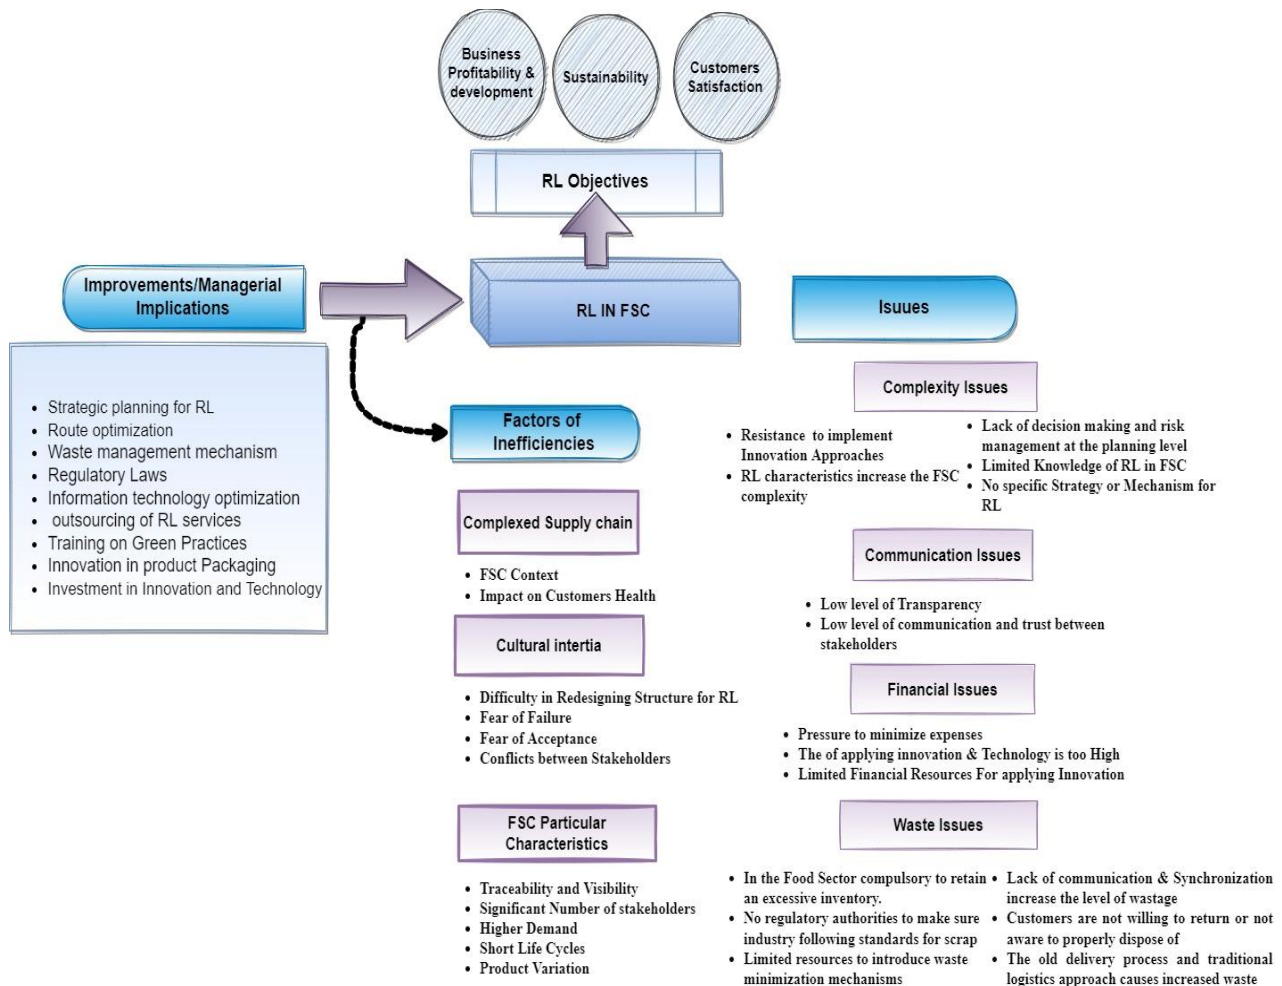 Business
Profitability &
development
Sustainability
Customers
Satisfaction
RL Objectives
Improvements/Managerial
Implications
RL IN FSC
Isuues
Strategic planning for RL
Route optimization
Waste management mechanism
Regulatory Laws
Information technology optimization
outsourcing of RL services
Training on Green Practices
Innovation in product Packaging
Investment in Innovation and Technology
Factors of
Inefficiencies
Complexed Supply chain
• FSC Context
• Impact on Customers Health
Cultural intertia
• Difficulty in Redesigning Structure for RL
• Fear of Failure
• Fear of Acceptance
• Conflicts between Stakeholders
FSC Particular
Characteristics
• Traceability and Visibility
• Significant Number of stakeholders
• Higher Demand
• Short Life Cycles
• Product Variation
Complexity Issues
• Resistance to implement
Innovation Approaches
• RL characteristics increase the FSC
complexity
• Lack of decision making and risk
management at the planning level
• Limited Knowledge of RL in FSC
• No specific Strategy or Mechanism for
RL
Communication Issues
• Low level of Transparency
• Low level of communication and trust between
stakeholders
Financial Issues
• Pressure to minimize expenses
• The of applying innovation & Technology is too High
• Limited Financial Resources For applying Innovation
Waste Issues
• In the Food Sector compulsory to retain
an excessive inventory.
• No regulatory authorities to make sure
industry following standards for scrap
• Limited resources to introduce waste
minimization mechanisms
• Lack of communication & Synchronization
increase the level of wastage
• Customers are not willing to return or not
aware to properly dispose of
• The old delivery process and traditional
logistics approach causes increased waste